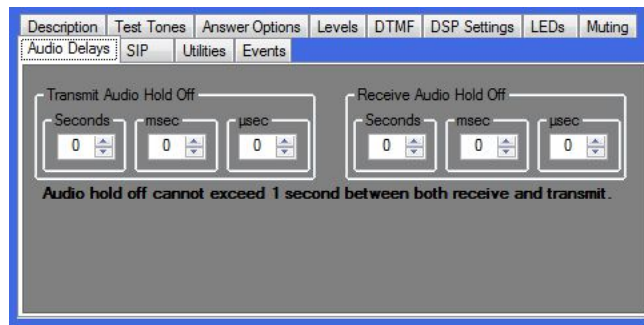 Description Test Tones Answer Options Levels DTMF DSP Settings LEDs Muting
Audio Delays SIP Utilities Events
Transmit Audio Hold Off Receive Audio Hold Off
Seconds msec µsec Seconds msec µsec
0 0 0 0 0 0
Audio hold off cannot exceed 1 second between both receive and transmit.